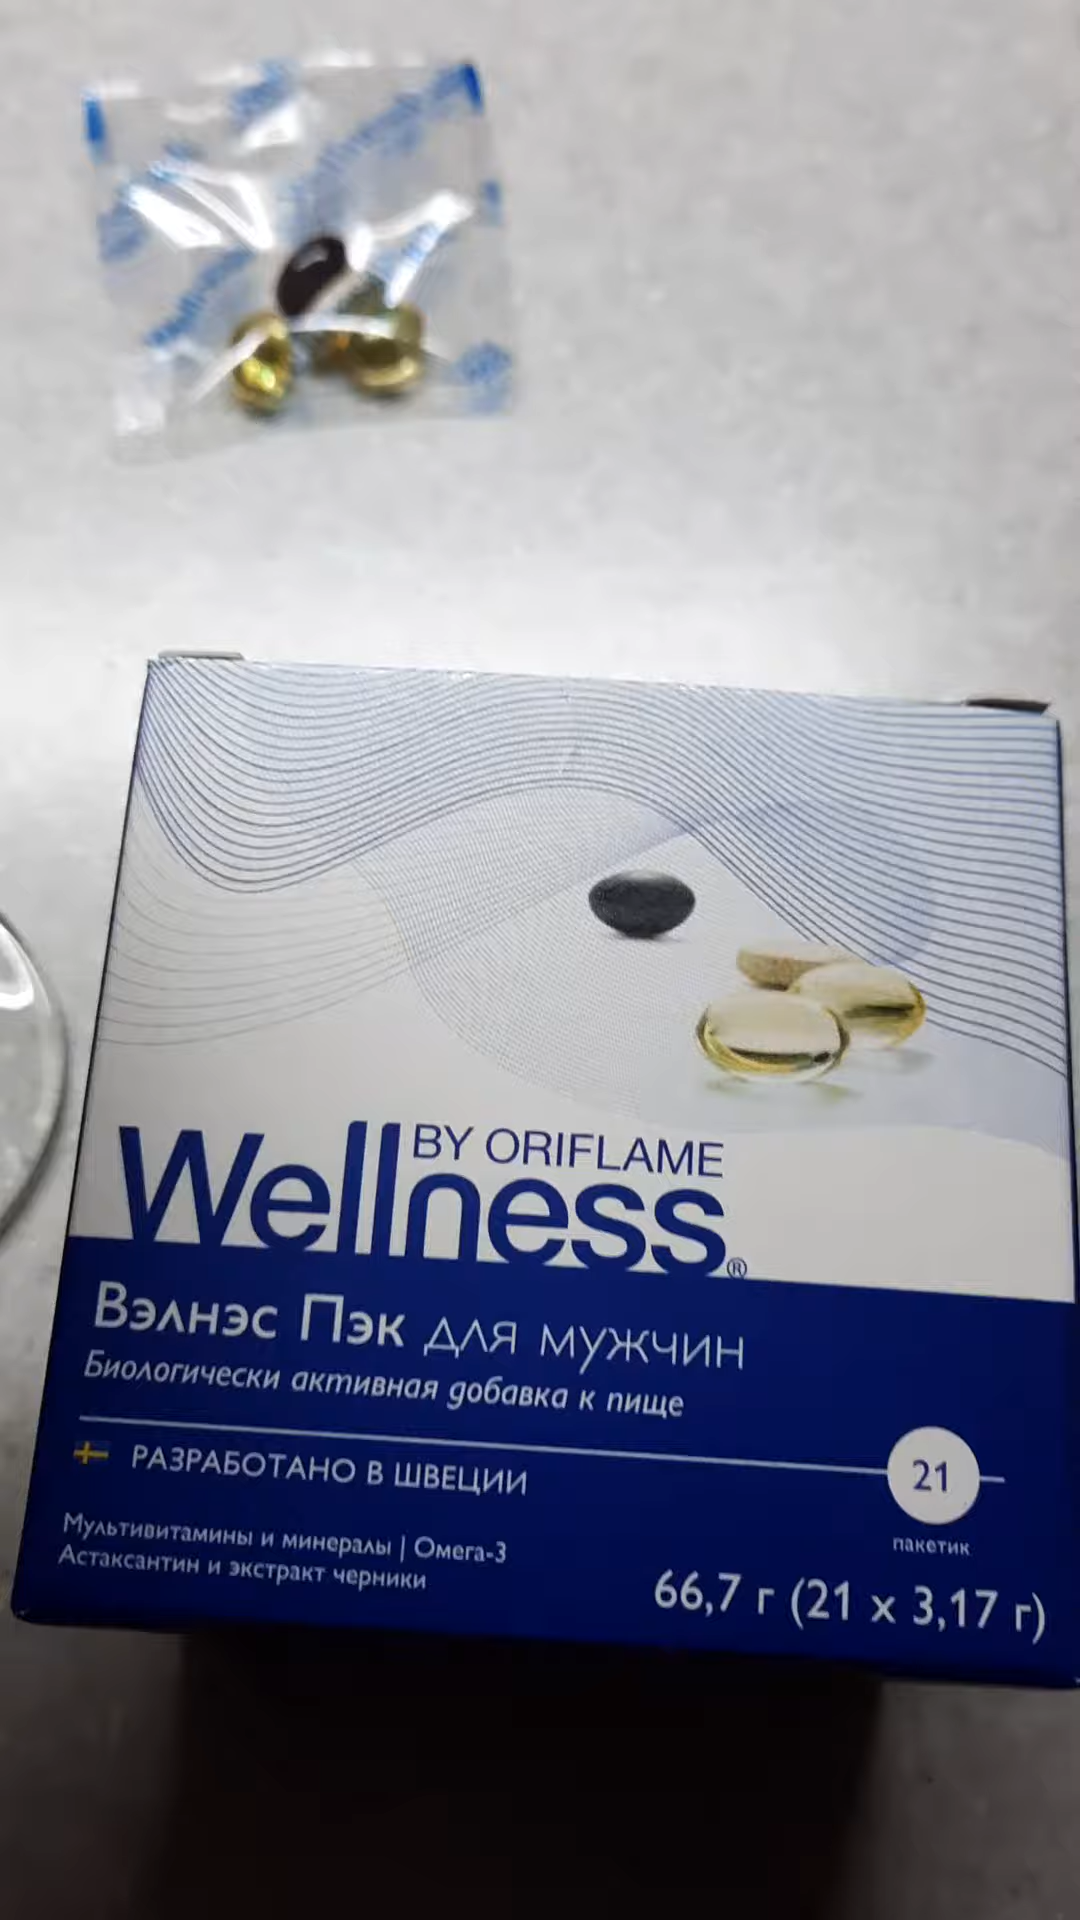 BY ORIFLAME
Wellness®
Вэлнэс Пэк для мужчин
Биологически активная добавка к пище
РАЗРАБОТАНО В ШВЕЦИИ
21
пакетик
Мультивитамины и минералы | Омега-3
Астаксантин и экстракт черники
66,7 г (21 x 3,17 г)